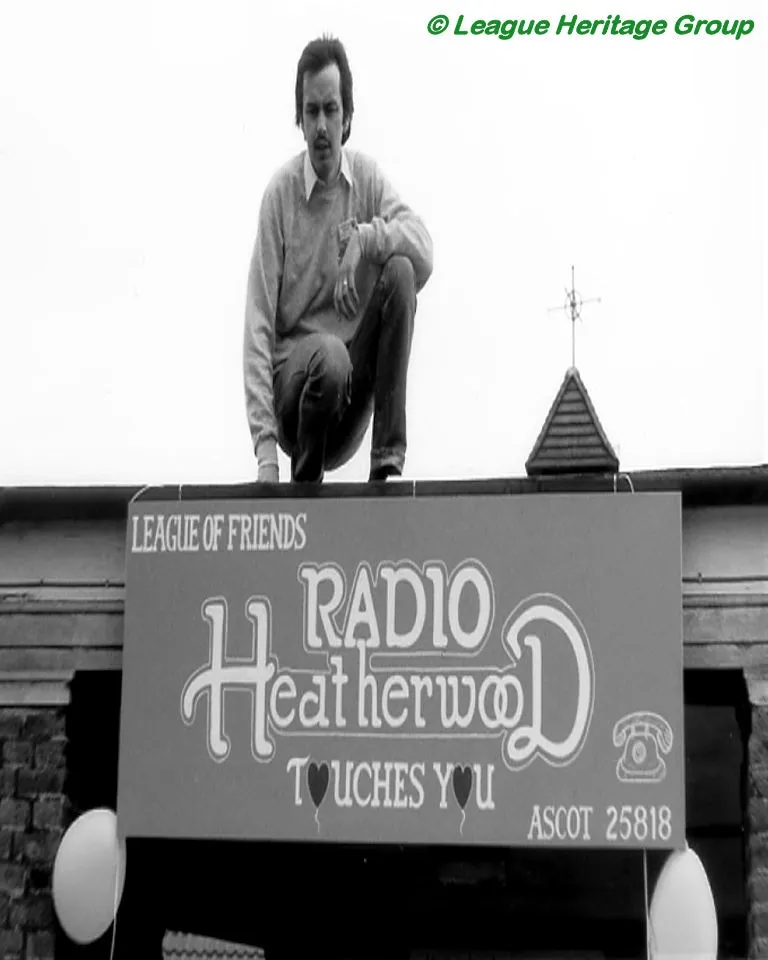 © League Heritage Group
LEAGUE OF FRIENDS
RADIO
HeatherwooD
TOUCHES YOU
ASCOT 25818